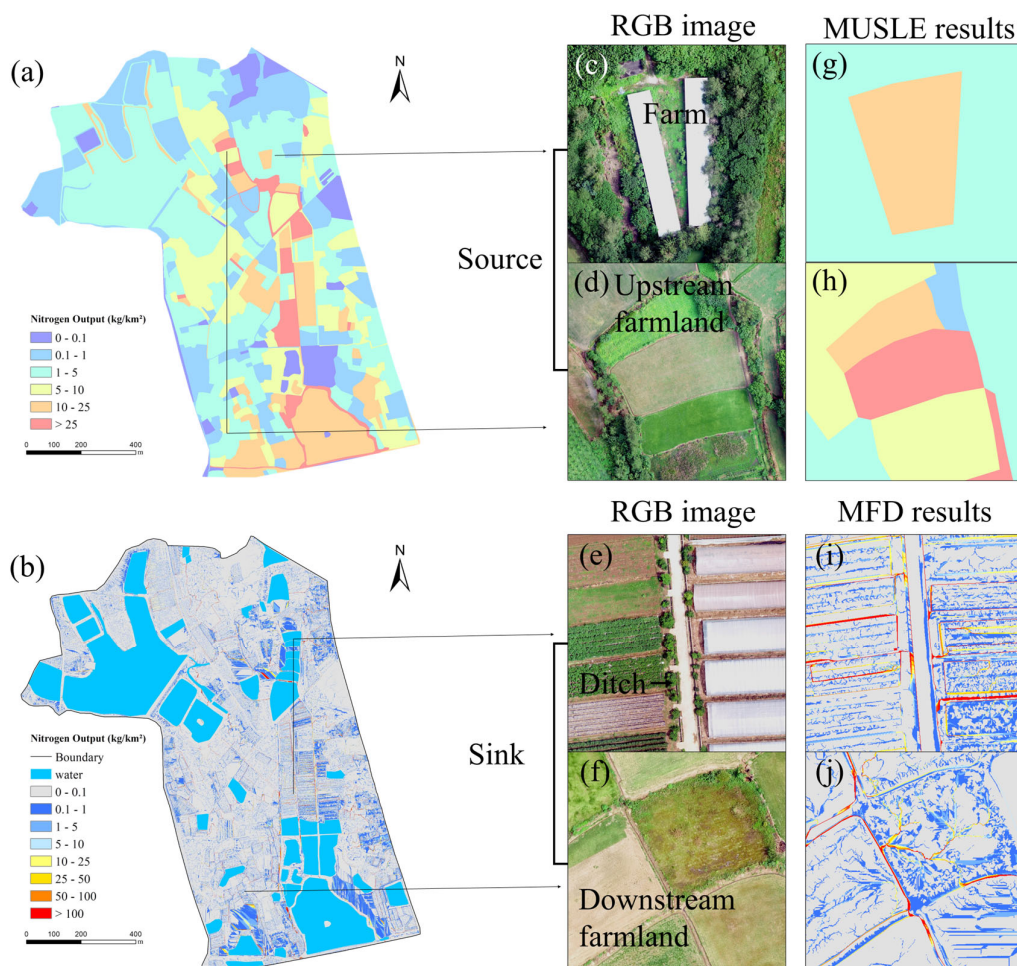 RGB image
MUSLE results
(a)
N
(c)
Farm
(g)
Source
(d)
Upstream
farmland
(h)
Nitrogen Output (kg/km²)
0 - 0.1
0.1 - 1
1 - 5
5 - 10
10 - 25
> 25
0
200
400
m
RGB image
MFD results
(b)
N
(e)
Ditch
(i)
Sink
(f)
Downstream
farmland
(j)
Nitrogen Output (kg/km²)
Boundary
water
0 - 0.1
0.1 - 1
1 - 5
5 - 10
10 - 25
25 - 50
50 - 100
> 100
0
200
400
m